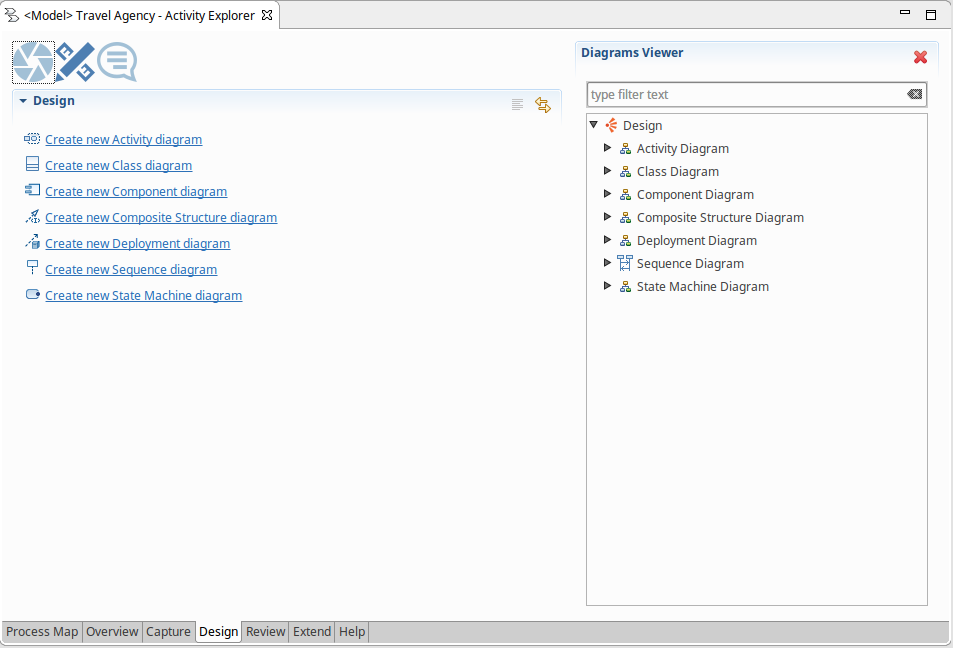 <Model> Travel Agency - Activity Explorer
Diagrams Viewer
Design
type filter text
Create new Activity diagram
Create new Class diagram
Create new Component diagram
Create new Composite Structure diagram
Create new Deployment diagram
Create new Sequence diagram
Create new State Machine diagram
Design
Activity Diagram
Class Diagram
Component Diagram
Composite Structure Diagram
Deployment Diagram
Sequence Diagram
State Machine Diagram
Process Map Overview Capture Design Review Extend Help